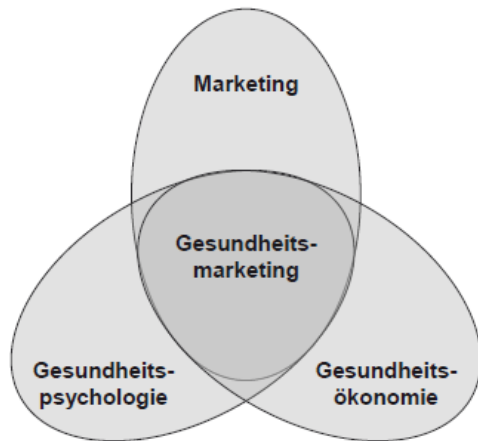 Marketing
Gesundheits-
marketing
Gesundheits-
psychologie
Gesundheits-
ökonomie